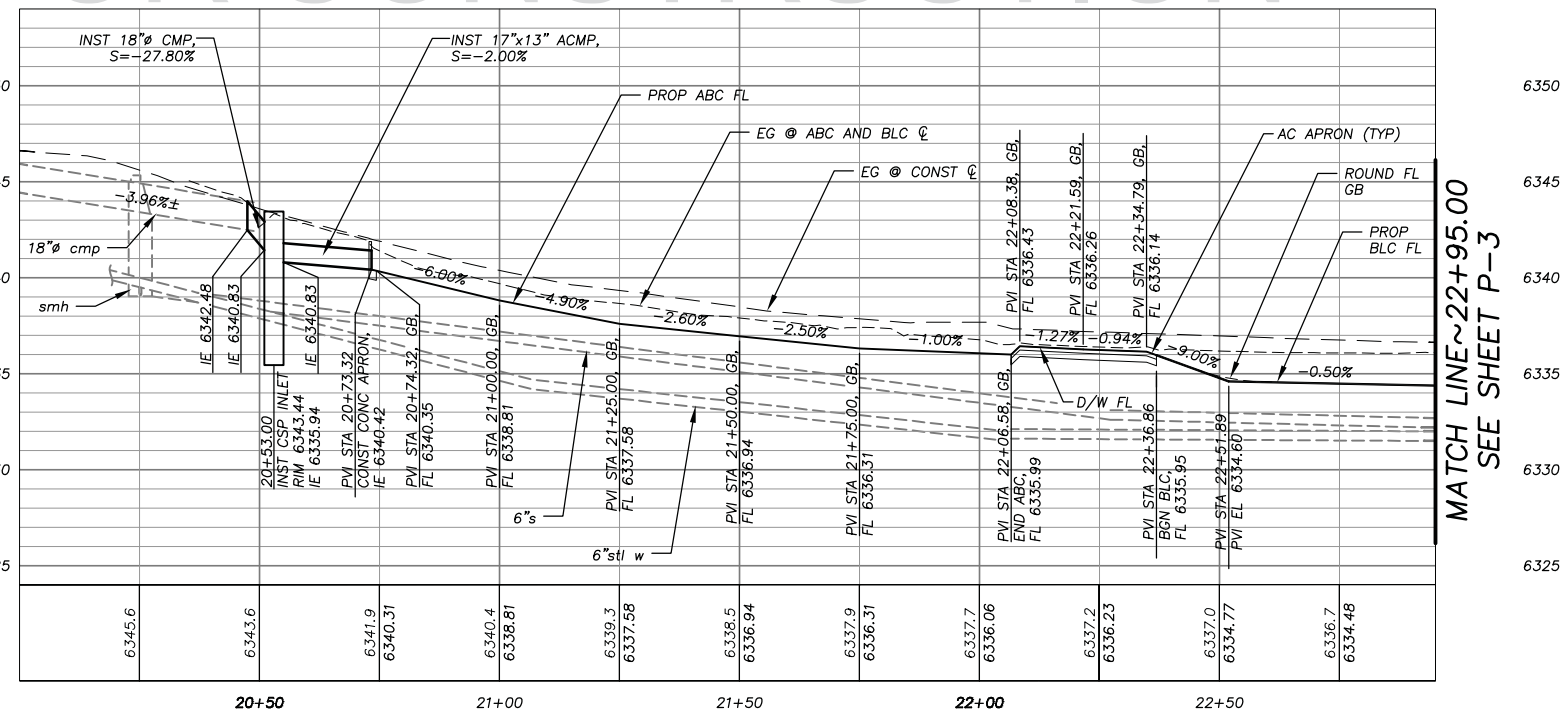 INST 18"ø CMP,
S=-27.80%
INST 17"x13" ACMP,
S=-2.00%
PROP ABC FL
EG @ ABC AND BLC ℄
EG @ CONST ℄
AC APRON (TYP)
ROUND FL
GB
PROP
BLC FL
6350
6345
6340
6335
6330
6325
MATCH LINE~22+95.00
SEE SHEET P-3
-3.96%±
18"ø cmp
smh
-6.00%
-4.90%
-2.60%
-2.50%
-1.00%
1.27%
-0.94%
-9.00%
-0.50%
D/W FL
6"s
6"stl w
IE 6342.48
IE 6340.83
IE 6340.83
20+53.00
INST CSP INLET
RIM 6343.44
IE 6335.94
PVI STA 20+73.32
CONST CONC APRON,
IE 6340.42
PVI STA 20+74.32, GB,
FL 6340.35
PVI STA 21+00.00, GB,
FL 6338.81
PVI STA 21+25.00, GB,
FL 6337.58
PVI STA 21+50.00, GB,
FL 6336.94
PVI STA 21+75.00, GB,
FL 6336.31
PVI STA 22+06.58, GB,
END ABC,
FL 6335.99
PVI STA 22+08.38, GB,
FL 6336.43
PVI STA 22+21.59, GB,
FL 6336.26
PVI STA 22+34.79, GB,
FL 6336.14
PVI STA 22+36.86
BGN BLC,
FL 6335.95
PVI STA 22+51.89
PVI EL 6334.60
6345.6
6343.6
6341.9
6340.31
6340.4
6338.81
6339.3
6337.58
6338.5
6336.94
6337.9
6336.31
6337.7
6336.06
6337.2
6336.23
6337.0
6334.77
6336.7
6334.48
20+50
21+00
21+50
22+00
22+50